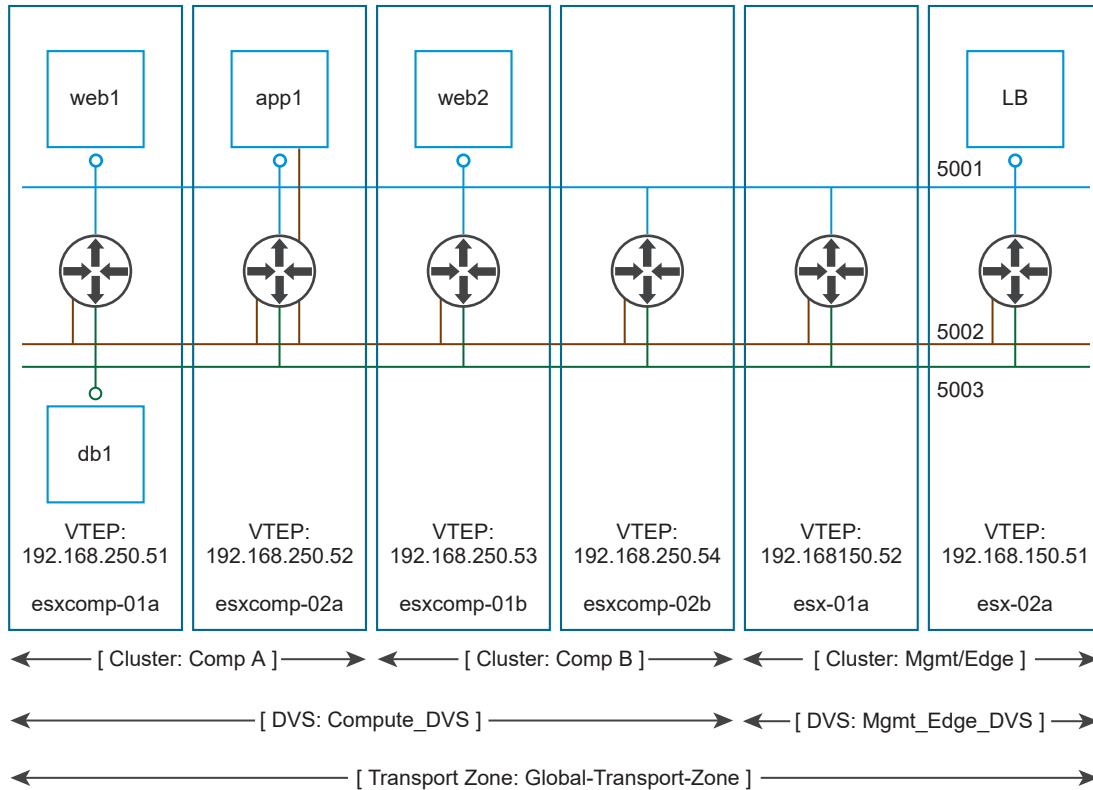 web1
app1
web2
LB
5001
5002
5003
db1
VTEP:
192.168.250.51
VTEP:
192.168.250.52
VTEP:
192.168.250.53
VTEP:
192.168.250.54
VTEP:
192.168150.52
VTEP:
192.168.150.51
esxcomp-01a
esxcomp-02a
esxcomp-01b
esxcomp-02b
esx-01a
esx-02a
[ Cluster: Comp A ]
[ Cluster: Comp B ]
[ Cluster: Mgmt/Edge ]
[ DVS: Compute_DVS ]
[ DVS: Mgmt_Edge_DVS ]
[ Transport Zone: Global-Transport-Zone ]